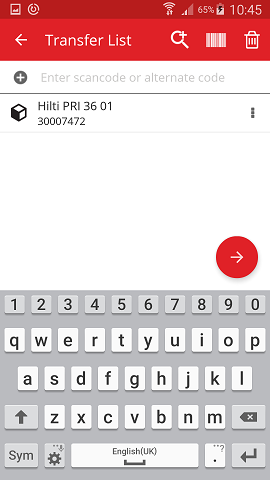 65% 10:45
Transfer List
Enter scancode or alternate code
Hilti PRI 36 01
30007472
1 2 3 4 5 6 7 8 9 0
q w e r t y u i o p
a s d f g h j k l
z x c v b n m
Sym English(UK) . ,?